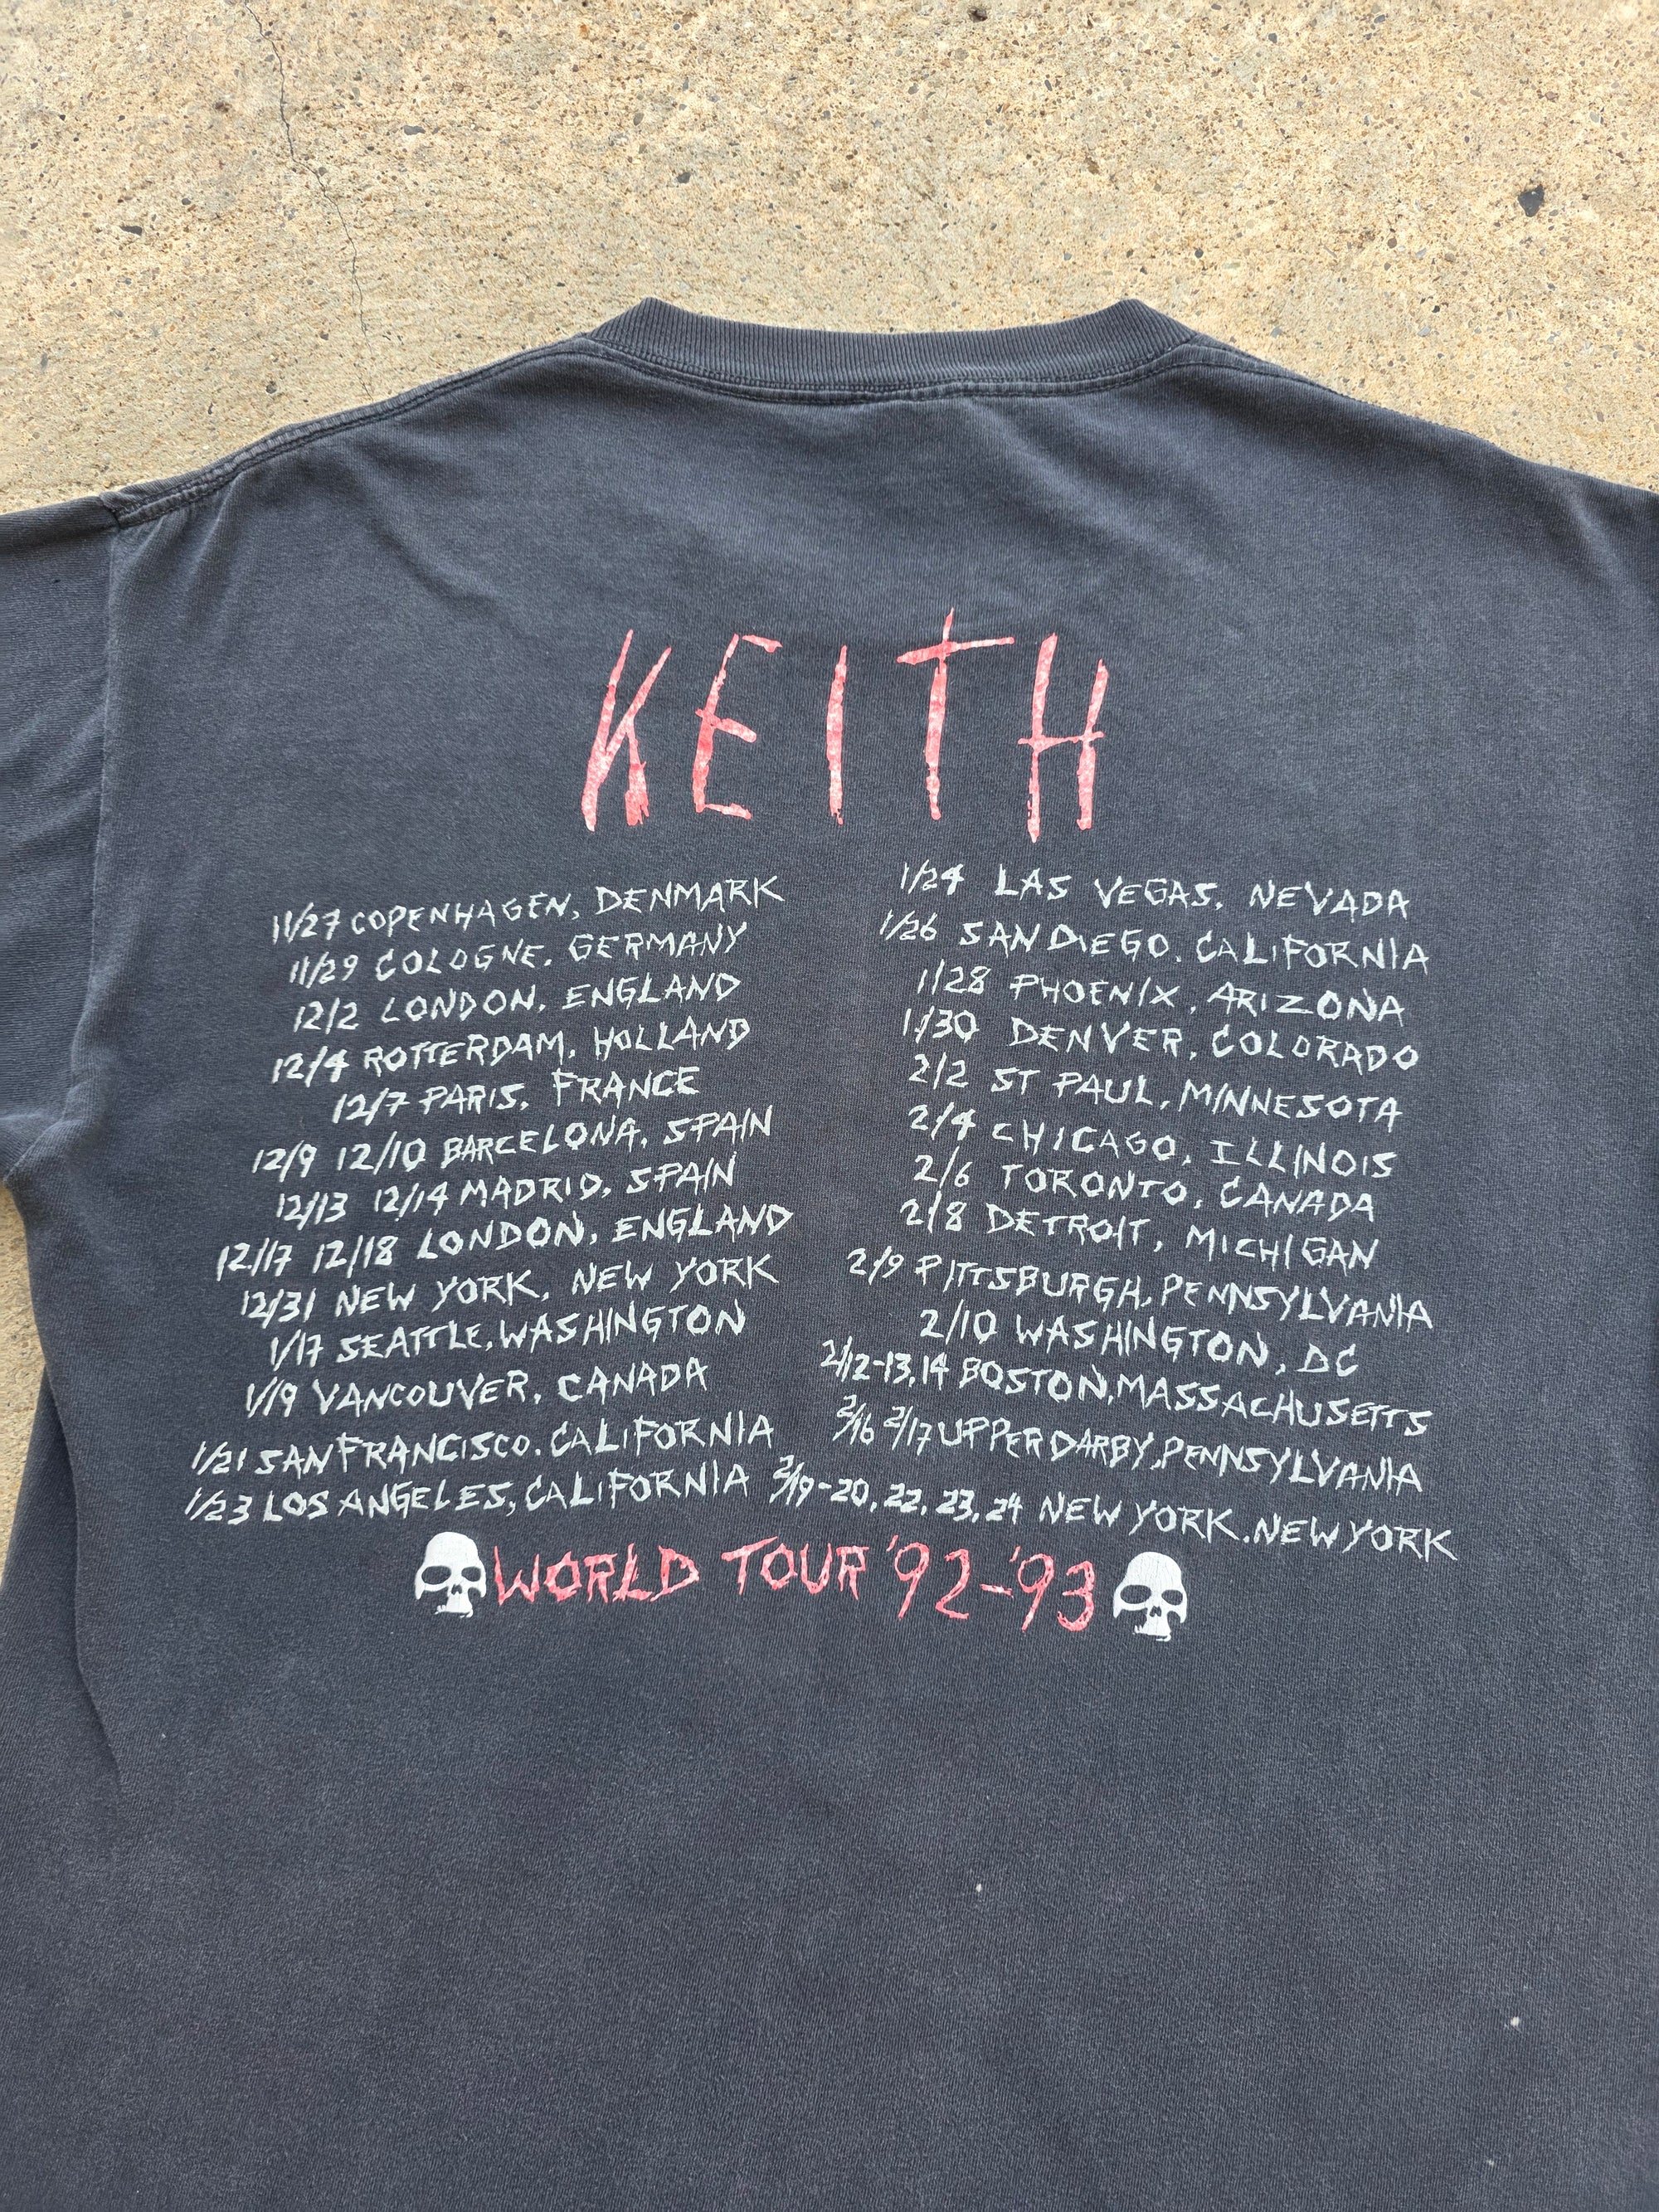 KEITH
11/27 COPENHAGEN, DENMARK
11/29 COLOGNE, GERMANY
12/2 LONDON, ENGLAND
12/4 ROTTERDAM, HOLLAND
12/7 PARIS, FRANCE
12/9 12/10 BARCELONA, SPAIN
12/13 12/14 MADRID, SPAIN
12/17 12/18 LONDON, ENGLAND
12/31 NEW YORK, NEW YORK
1/17 SEATTLE, WASHINGTON
1/19 VANCOUVER, CANADA
1/21 SAN FRANCISCO, CALIFORNIA
1/23 LOS ANGELES, CALIFORNIA
1/24 LAS VEGAS, NEVADA
1/26 SAN DIEGO, CALIFORNIA
1/28 PHOENIX, ARIZONA
1/30 DENVER, COLORADO
2/2 ST PAUL, MINNESOTA
2/4 CHICAGO, ILLINOIS
2/6 TORONTO, CANADA
2/8 DETROIT, MICHIGAN
2/9 PITTSBURGH, PENNSYLVANIA
2/10 WASHINGTON, DC
2/12-13, 14 BOSTON, MASSACHUSETTS
2/16 2/17 UPPER DARBY, PENNSYLVANIA
2/19-20, 22, 23, 24 NEW YORK, NEW YORK
WORLD TOUR '92-'93